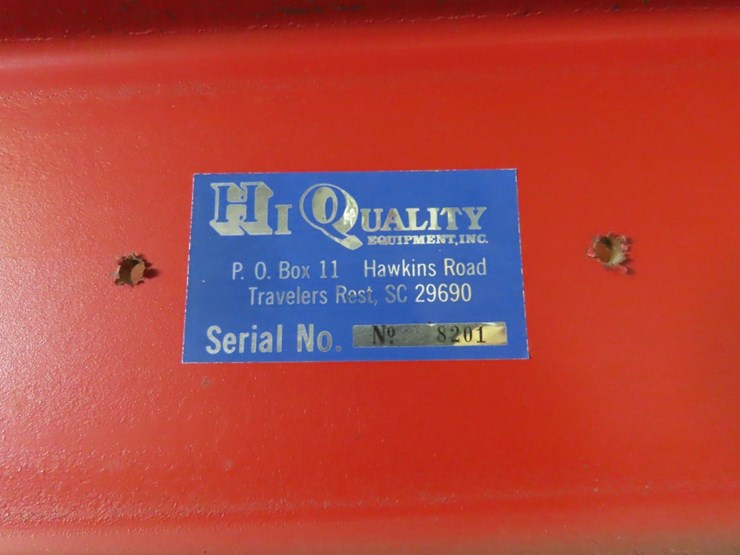 Hi Quality
EQUIPMENT, INC.
P. O. Box 11 Hawkins Road
Travelers Rest, SC 29690
Serial No. Nº 8201